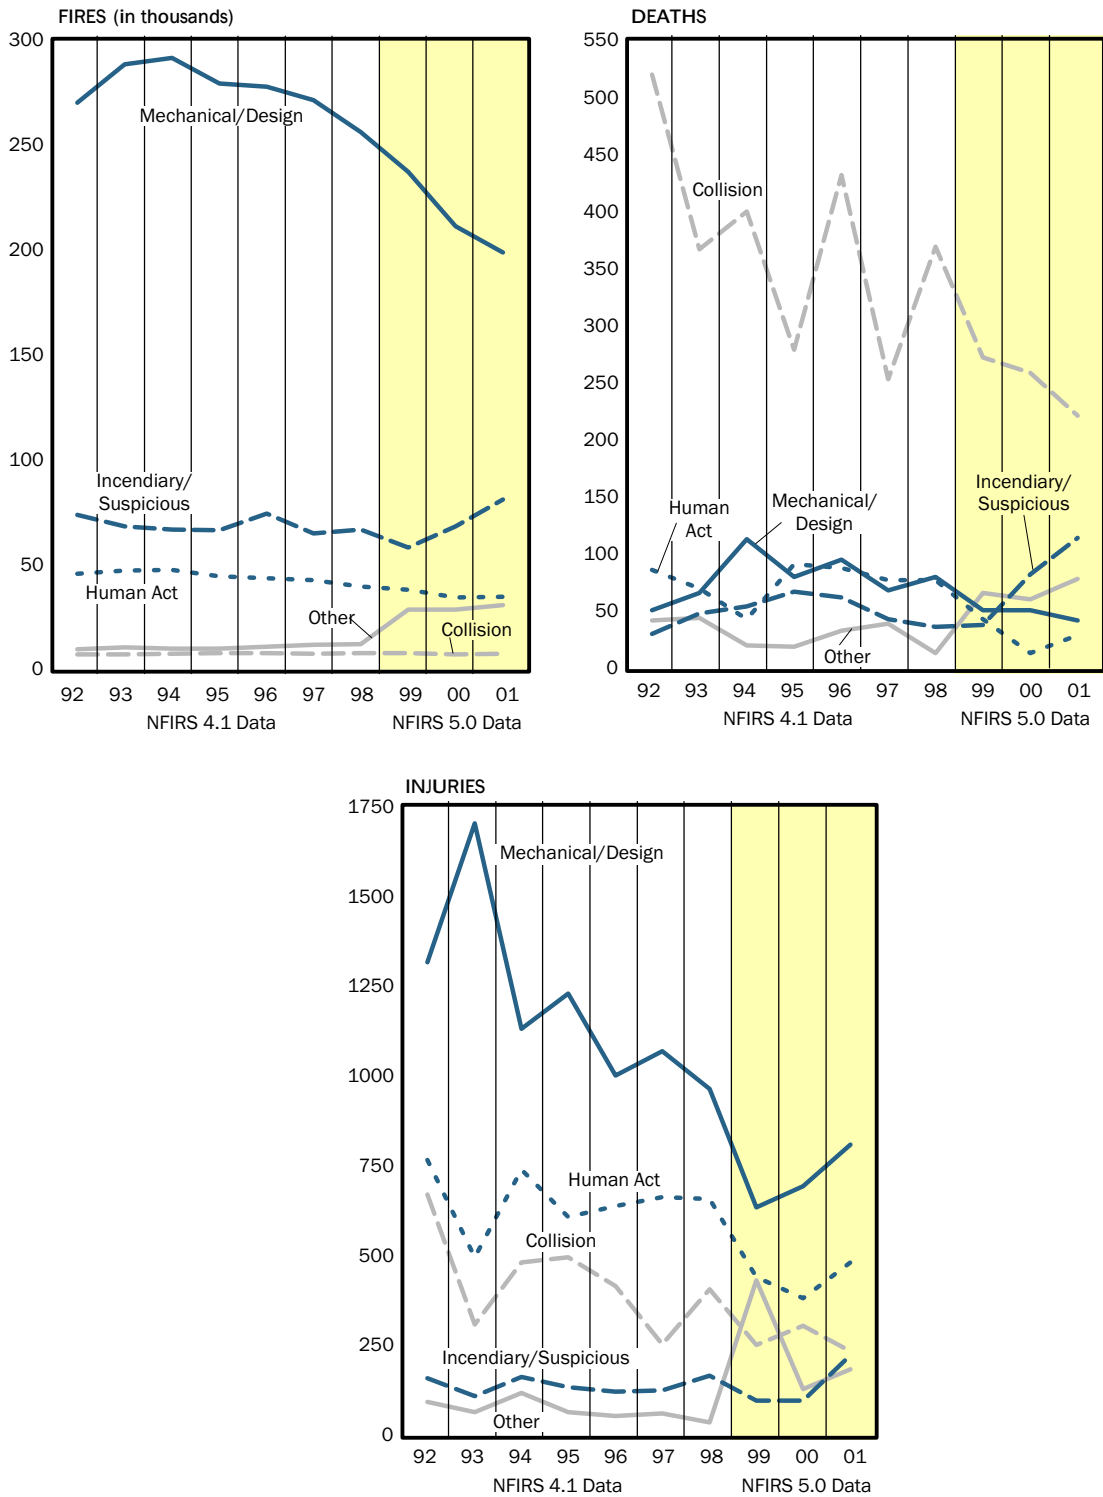 FIRES (in thousands)
300
250
200
150
100
50
0
Mechanical/Design
Incendiary/
Suspicious
Human Act
Other
Collision
92 93 94 95 96 97 98 99 00 01
NFIRS 4.1 Data NFIRS 5.0 Data
DEATHS
550
500
450
400
350
300
250
200
150
100
50
0
Collision
Human
Act
Mechanical/
Design
Incendiary/
Suspicious
Other
92 93 94 95 96 97 98 99 00 01
NFIRS 4.1 Data NFIRS 5.0 Data
INJURIES
1750
1500
1250
1000
750
500
250
0
Mechanical/Design
Human Act
Collision
Incendiary/Suspicious
Other
92 93 94 95 96 97 98 99 00 01
NFIRS 4.1 Data NFIRS 5.0 Data